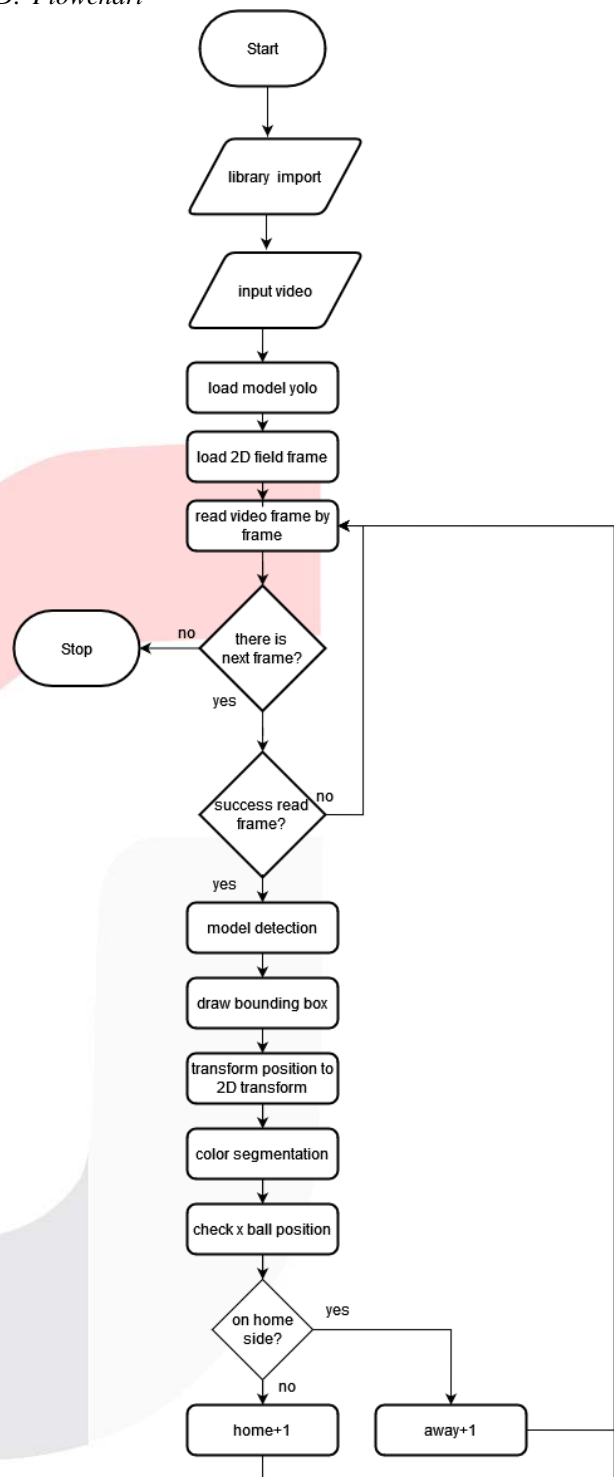 D. Flowchart
Start
library import
input video
load model yolo
load 2D field frame
read video frame by
frame
there is
next frame?
no
Stop
yes
success read
frame?
no
yes
model detection
draw bounding box
transform position to
2D transform
color segmentation
check x ball position
on home
side?
yes
no
home+1
away+1